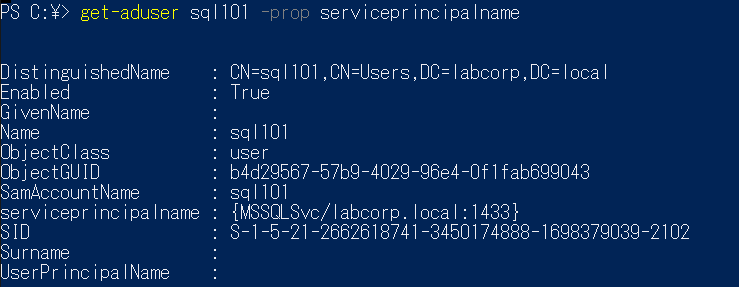 PS C:¥> get-aduser sql101 -prop serviceprincipalname
DistinguishedName : CN=sql101,CN=Users,DC=labcorp,DC=local
Enabled : True
GivenName :
Name : sql101
ObjectClass : user
ObjectGUID : b4d29567-57b9-4029-96e4-0f1fab699043
SamAccountName : sql101
serviceprincipalname : {MSSQLSvc/labcorp.local:1433}
SID : S-1-5-21-2662618741-3450174888-1698379039-2102
Surname :
UserPrincipalName :